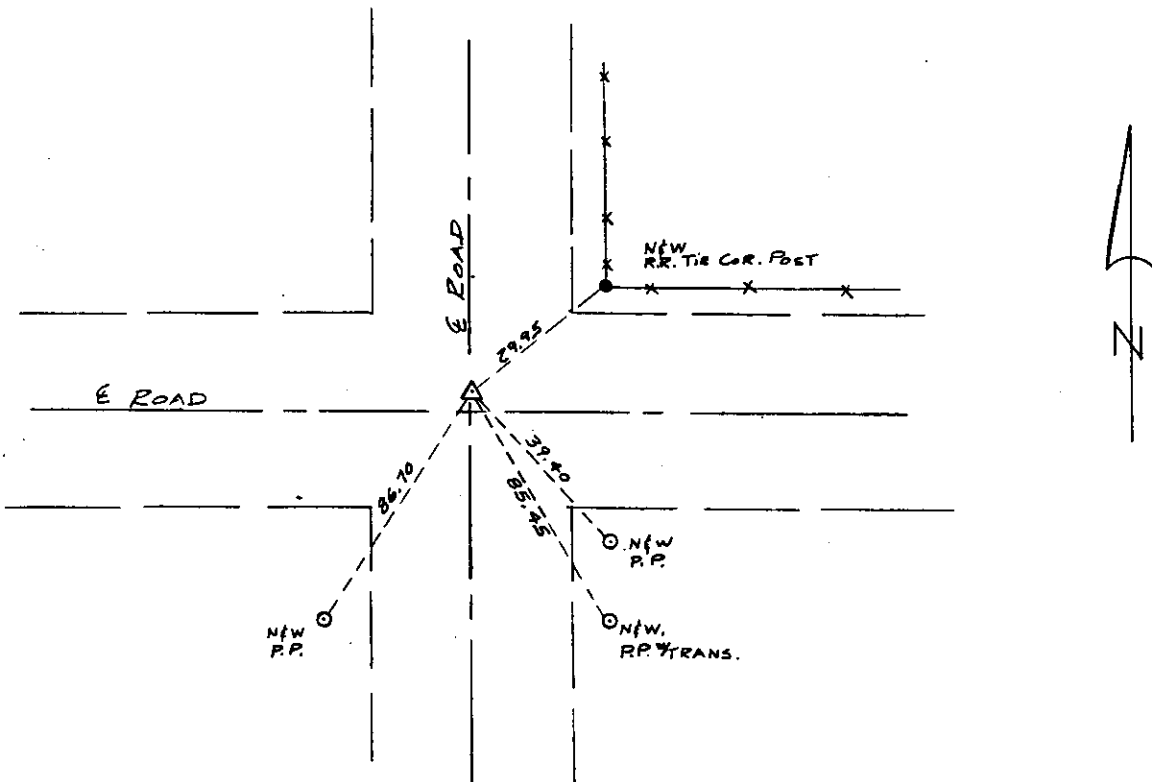 N&W
R.R. TIE COR. POST
℄ ROAD
29.95
℄ ROAD
N
39.40
86.70
85.45
N&W
P.P.
N&W
P.P.
N&W.
P.P. W/TRANS.